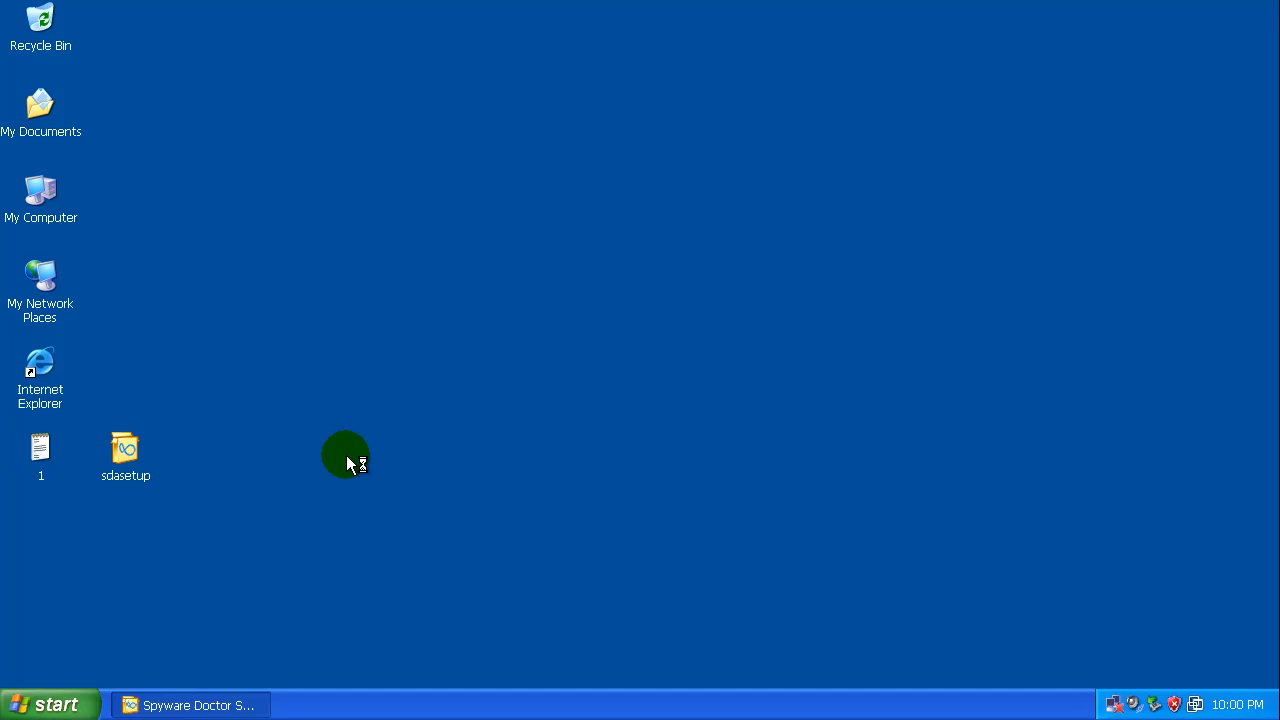 Recycle Bin
My Documents
My Computer
My Network
Places
Internet
Explorer
1
sdasetup
start
Spyware Doctor S...
10:00 PM